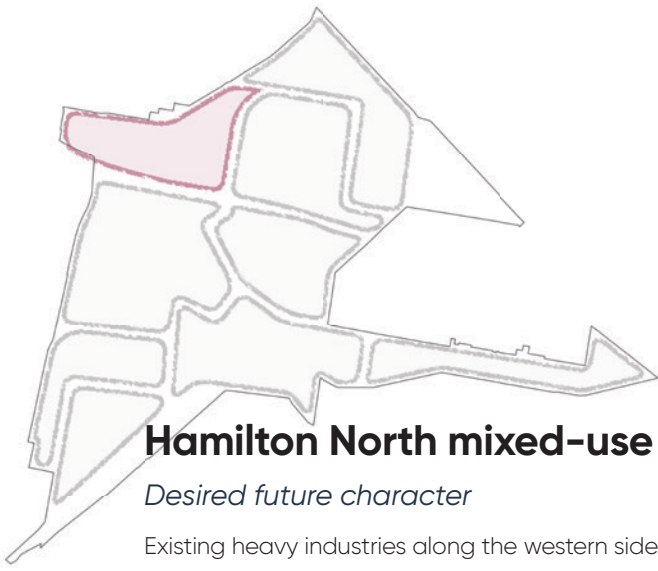 Hamilton North mixed-use
Desired future character
Existing heavy industries along the western side